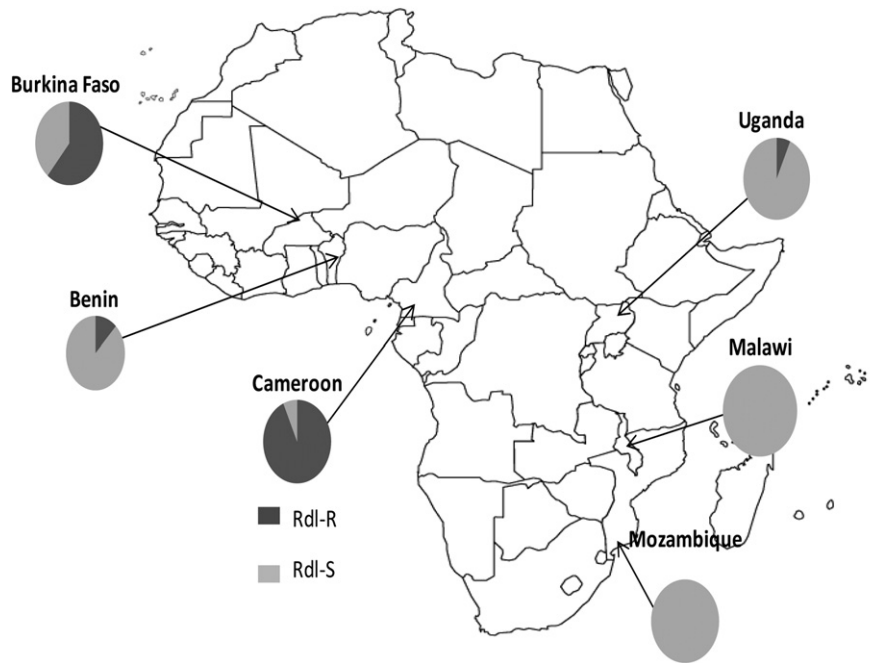 Burkina Faso
Uganda
Benin
Malawi
Cameroon
Rdl-R
Mozambique
Rdl-S